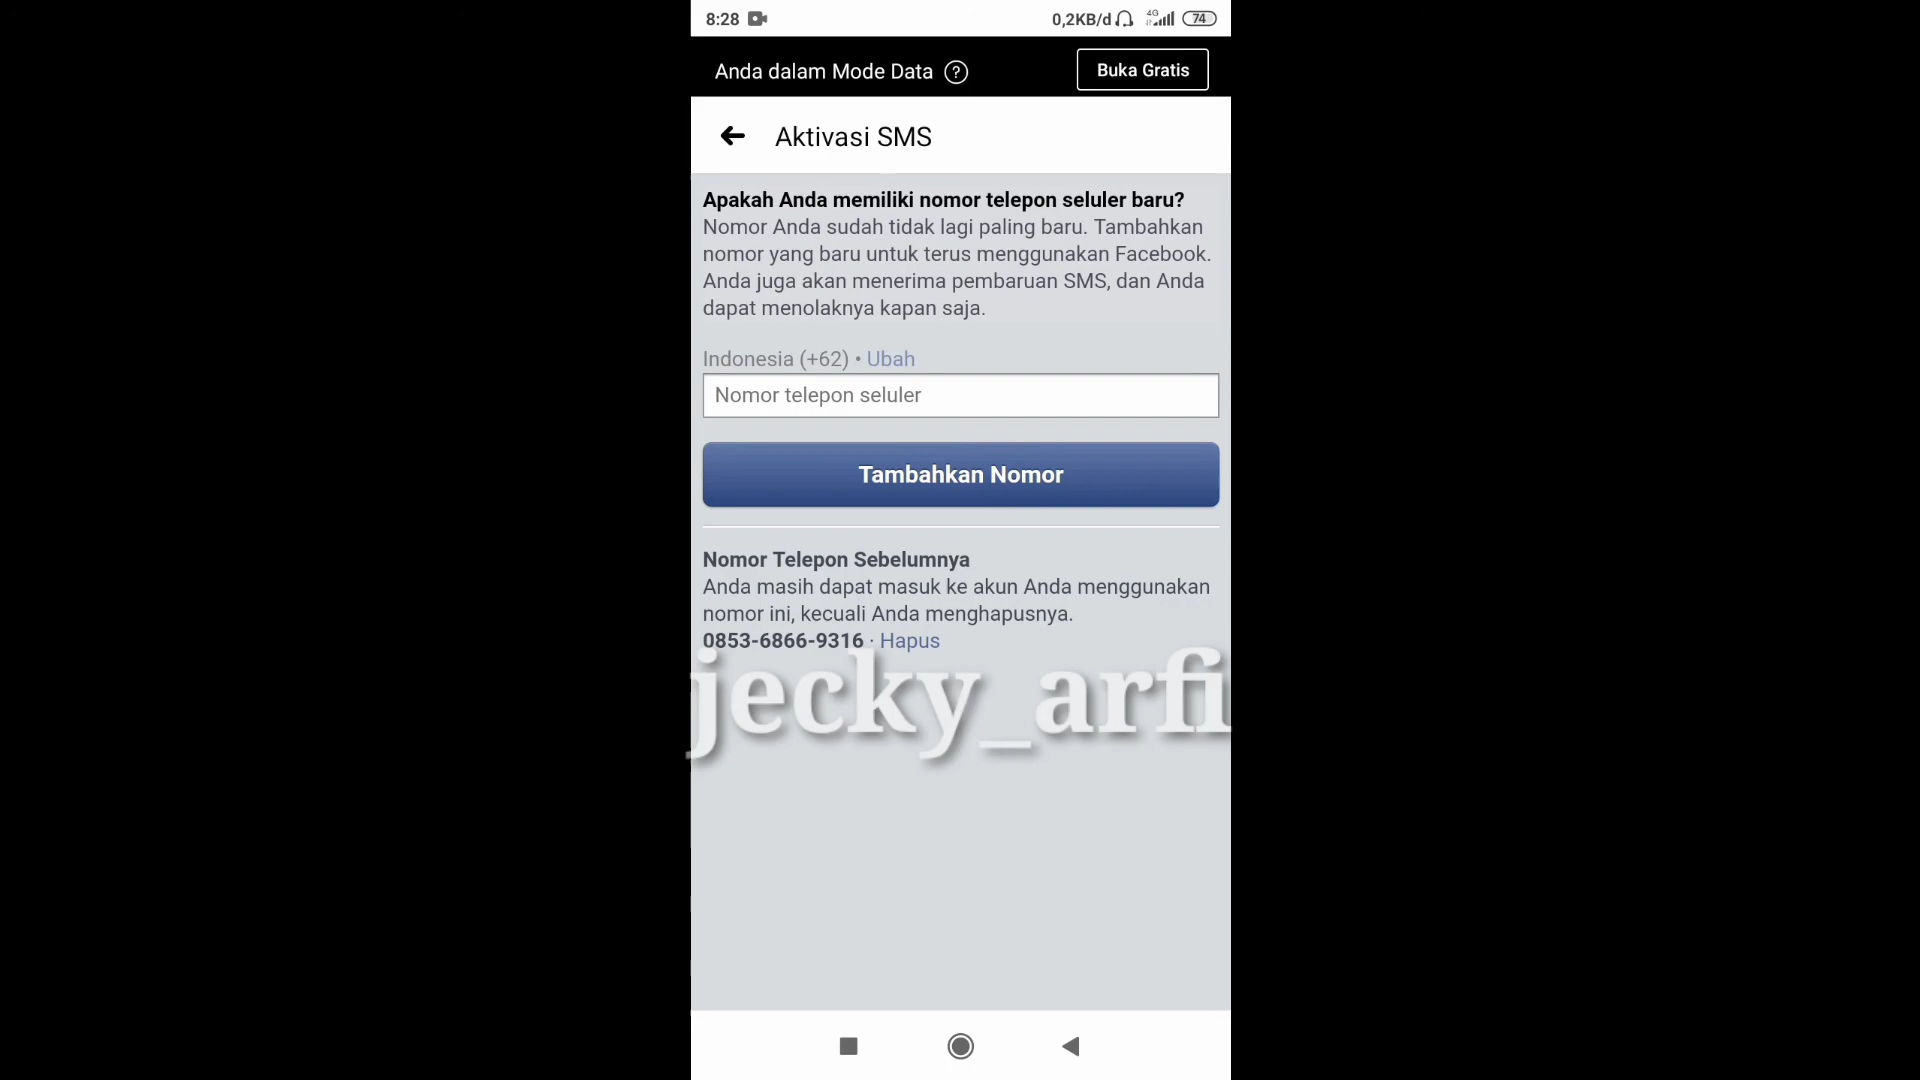 8:28
0,2KB/d 4G 74
Anda dalam Mode Data ?
Buka Gratis
Aktivasi SMS
Apakah Anda memiliki nomor telepon seluler baru?
Nomor Anda sudah tidak lagi paling baru. Tambahkan
nomor yang baru untuk terus menggunakan Facebook.
Anda juga akan menerima pembaruan SMS, dan Anda
dapat menolaknya kapan saja.
Indonesia (+62) • Ubah
Nomor telepon seluler
Tambahkan Nomor
Nomor Telepon Sebelumnya
Anda masih dapat masuk ke akun Anda menggunakan
nomor ini, kecuali Anda menghapusnya.
0853-6866-9316 · Hapus
jecky_arfi